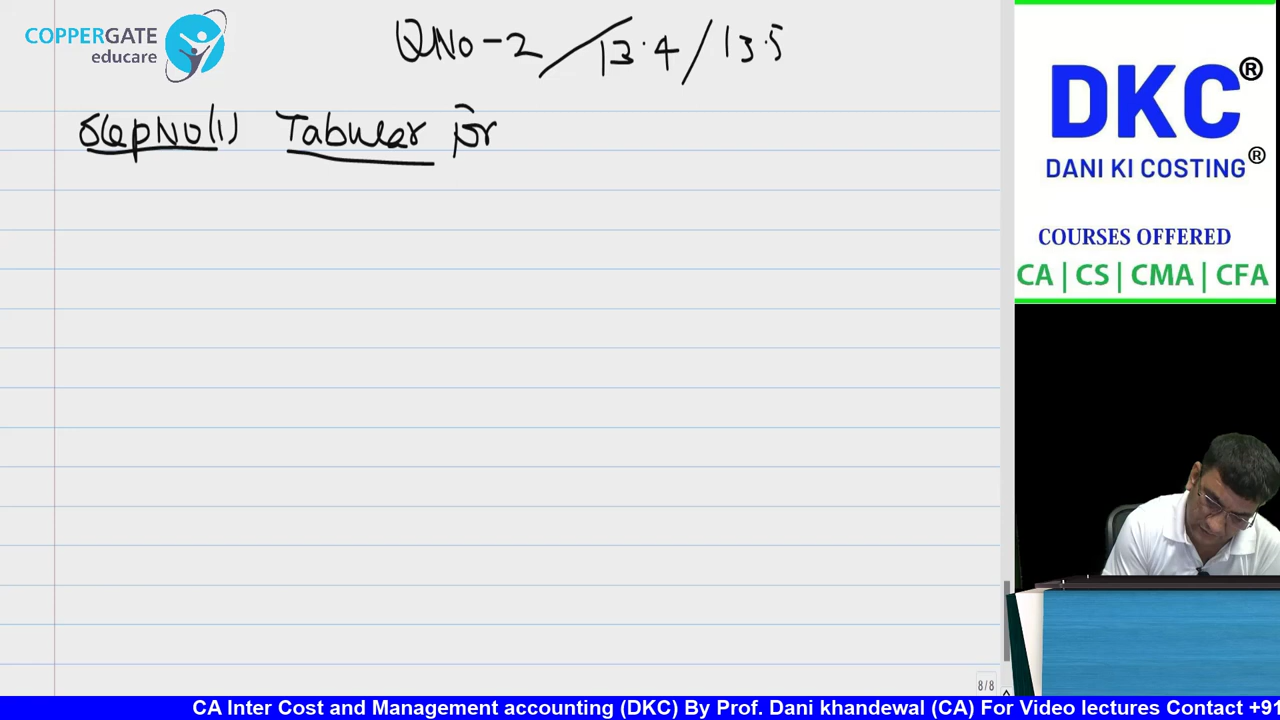 COPPERGATE
educare
QNo-2 / 13.4 / 13.5
Step No (1) Tabular for
DKC®
DANI KI COSTING®
COURSES OFFERED
CA | CS | CMA | CFA
8/8
CA Inter Cost and Management accounting (DKC) By Prof. Dani khandewal (CA) For Video lectures Contact +91